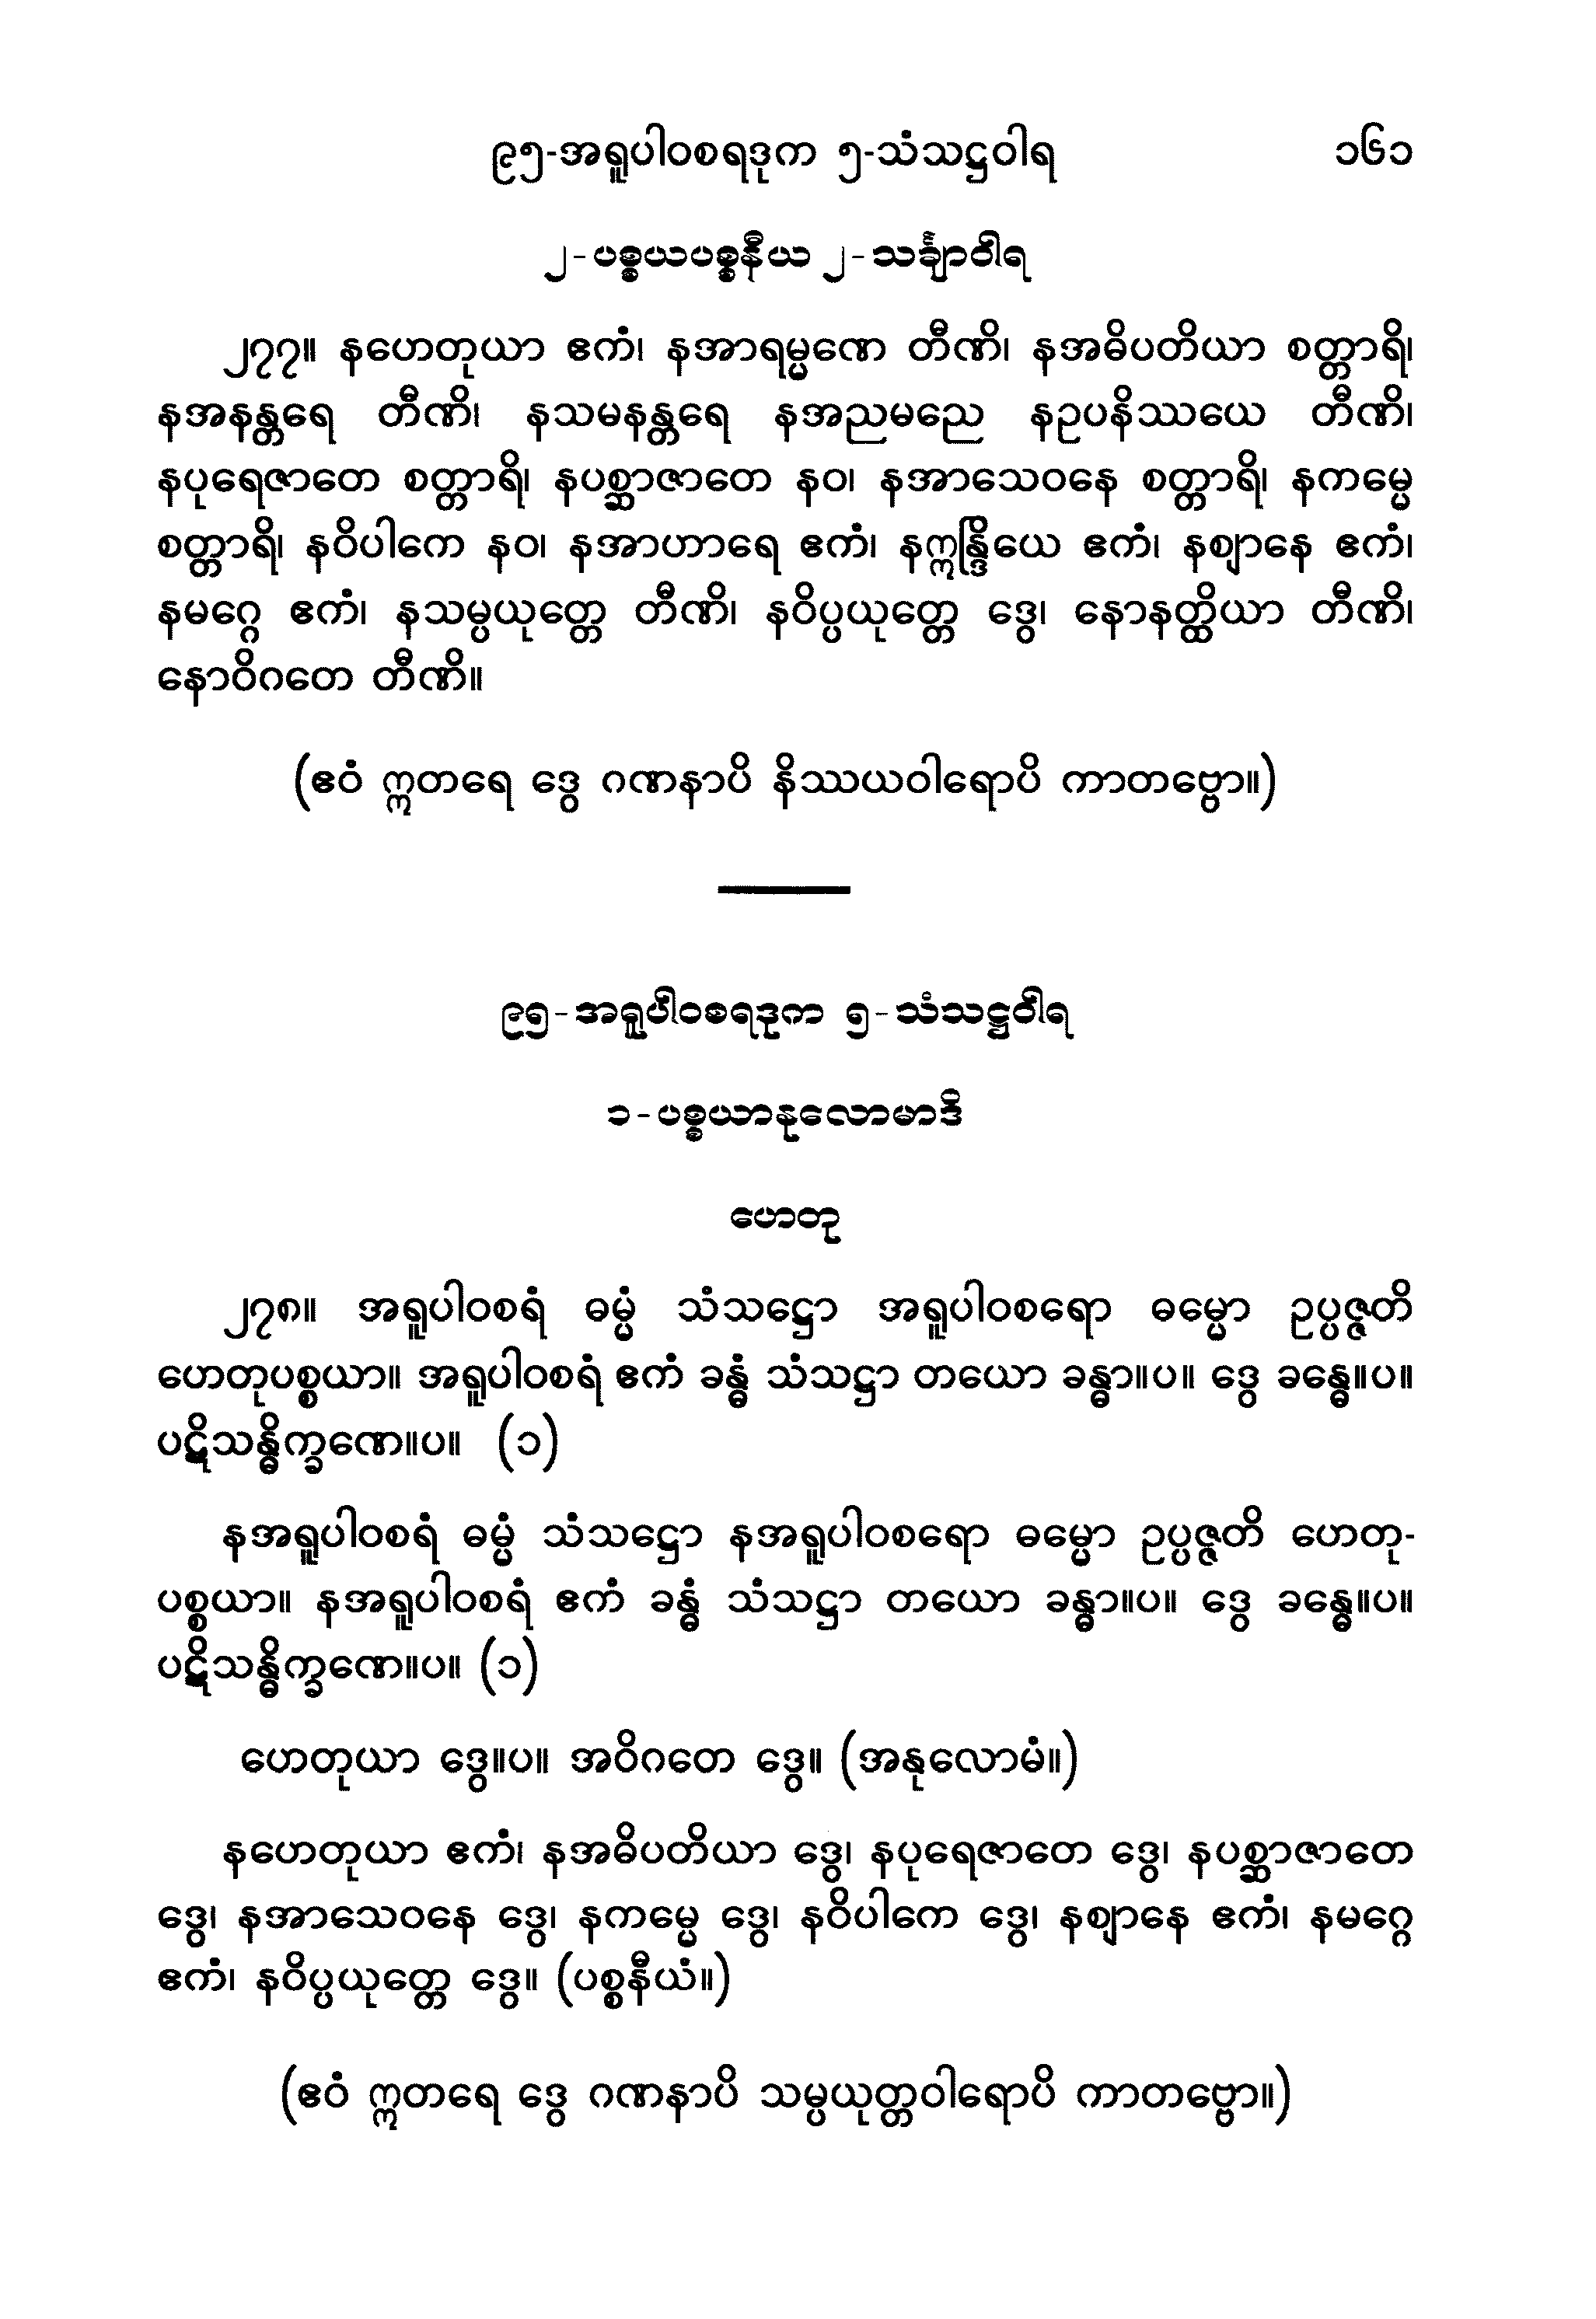 ၉၅-အရူပါဝစရဒုက ၅-သံသဋ္ဌဝါရ ၁၆၁
၂-ပစ္စယပစ္စနီယ ၂-သင်္ချာဝါရ
၂၇၇။ နဟေတုယာ ဧကံ၊ နအာရမ္မဏေ တီဏိ၊ နအဓိပတိယာ စတ္တာရိ၊
နအနန္တရေ တီဏိ၊ နသမနန္တရေ နအညမညေ နဥပနိဿယေ တီဏိ၊
နပုရေဇာတေ စတ္တာရိ၊ နပစ္ဆာဇာတေ နဝ၊ နအာသေဝနေ စတ္တာရိ၊ နကမ္မေ
စတ္တာရိ၊ နဝိပါကေ နဝ၊ နအာဟာရေ ဧကံ၊ နဣန္ဒြိယေ ဧကံ၊ နဈာနေ ဧကံ၊
နမဂ္ဂေ ဧကံ၊ နသမ္ပယုတ္တေ တီဏိ၊ နဝိပ္ပယုတ္တေ ဒွေ၊ နောနတ္ထိယာ တီဏိ၊
နောဝိဂတေ တီဏိ။
(ဧဝံ ဣတရေ ဒွေ ဂဏနာပိ နိဿယဝါရောပိ ကာတဗ္ဗော။)
၉၅-အရူပါဝစရဒုက ၅-သံသဋ္ဌဝါရ
၁-ပစ္စယာနုလောမာဒိ
ဟေတု
၂၇၈။ အရူပါဝစရံ ဓမ္မံ သံသဋ္ဌော အရူပါဝစရော ဓမ္မော ဥပ္ပဇ္ဇတိ
ဟေတုပစ္စယာ။ အရူပါဝစရံ ဧကံ ခန္ဓံ သံသဋ္ဌာ တယော ခန္ဓာ။ပ။ ဒွေ ခန္ဓေ။ပ။
ပဋိသန္ဓိက္ခဏေ။ပ။ (၁)
နအရူပါဝစရံ ဓမ္မံ သံသဋ္ဌော နအရူပါဝစရော ဓမ္မော ဥပ္ပဇ္ဇတိ ဟေတု-
ပစ္စယာ။ နအရူပါဝစရံ ဧကံ ခန္ဓံ သံသဋ္ဌာ တယော ခန္ဓာ။ပ။ ဒွေ ခန္ဓေ။ပ။
ပဋိသန္ဓိက္ခဏေ။ပ။ (၁)
ဟေတုယာ ဒွေ။ပ။ အဝိဂတေ ဒွေ။ (အနုလောမံ။)
နဟေတုယာ ဧကံ၊ နအဓိပတိယာ ဒွေ၊ နပုရေဇာတေ ဒွေ၊ နပစ္ဆာဇာတေ
ဒွေ၊ နအာသေဝနေ ဒွေ၊ နကမ္မေ ဒွေ၊ နဝိပါကေ ဒွေ၊ နဈာနေ ဧကံ၊ နမဂ္ဂေ
ဧကံ၊ နဝိပ္ပယုတ္တေ ဒွေ။ (ပစ္စနီယံ။)
(ဧဝံ ဣတရေ ဒွေ ဂဏနာပိ သမ္ပယုတ္တဝါရောပိ ကာတဗ္ဗော။)